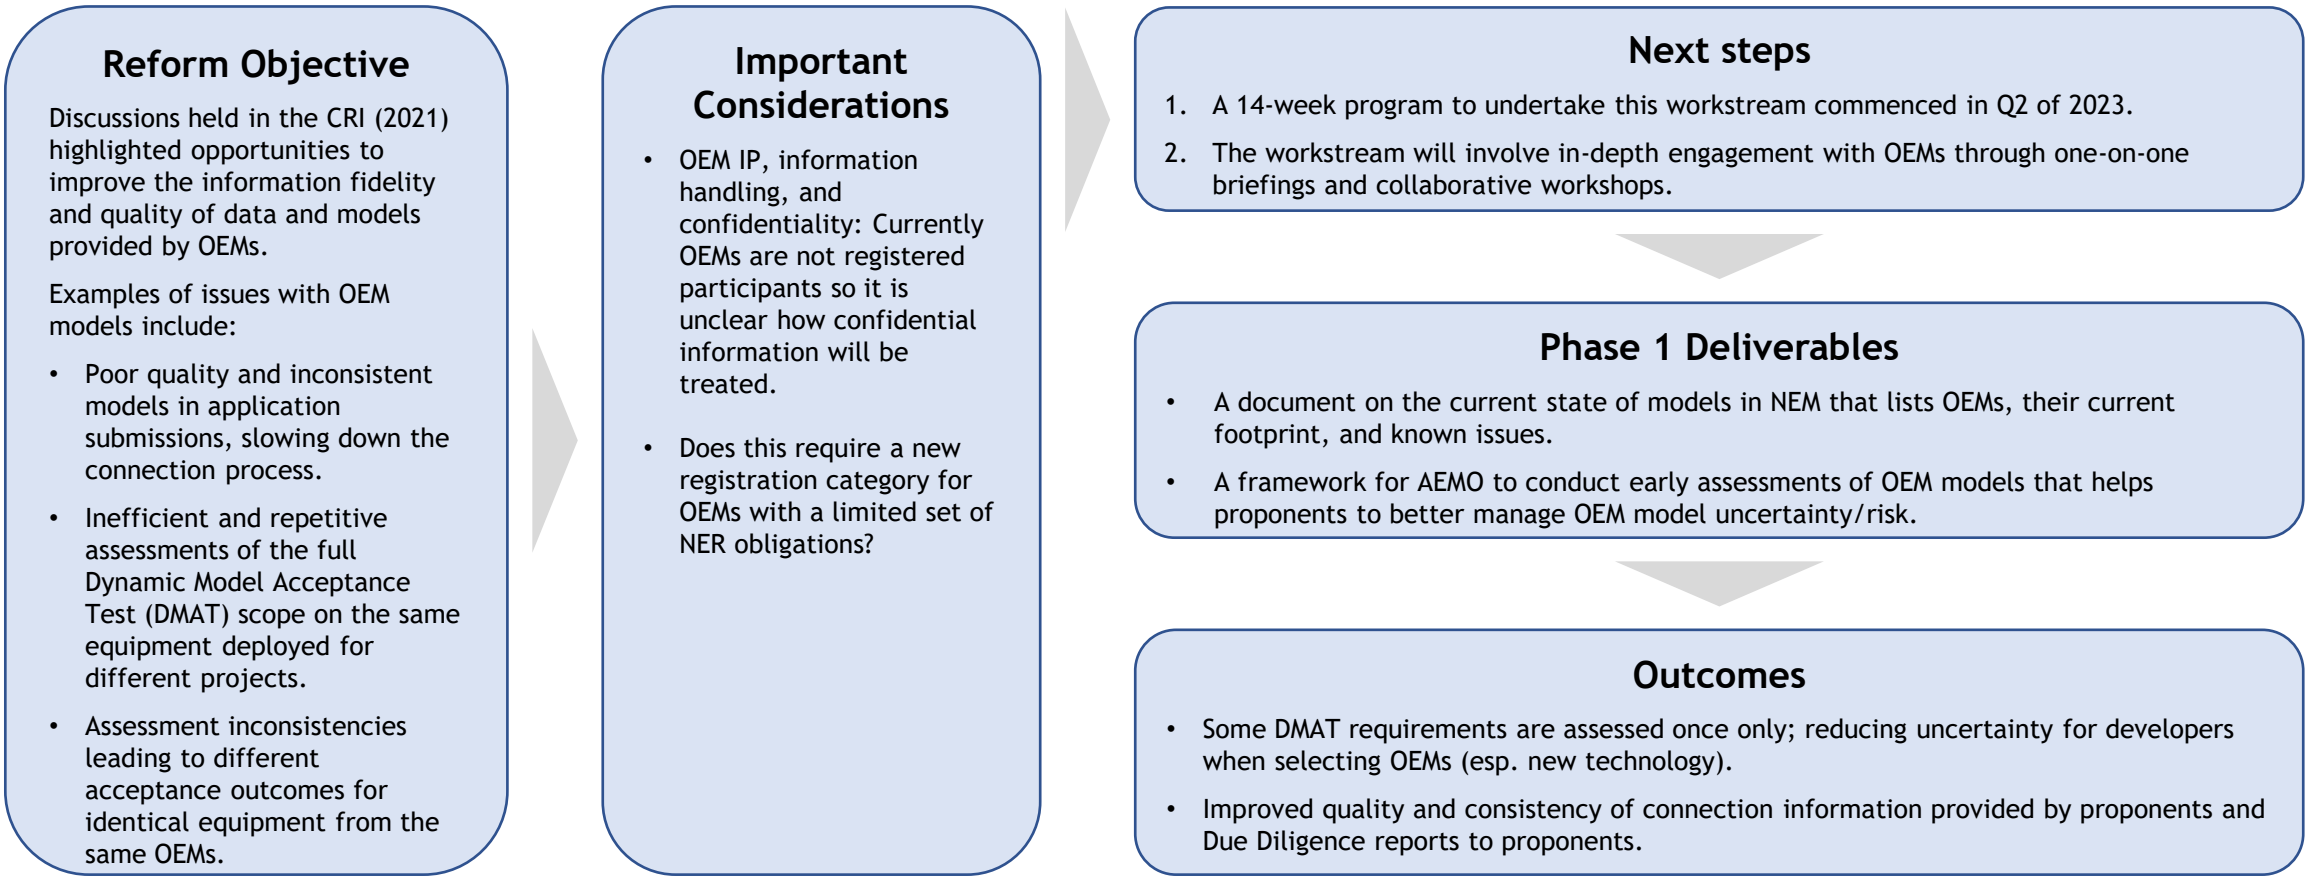 Reform Objective
Discussions held in the CRI (2021)
highlighted opportunities to
improve the information fidelity
and quality of data and models
provided by OEMs.
Examples of issues with OEM
models include:
• Poor quality and inconsistent
models in application
submissions, slowing down the
connection process.
• Inefficient and repetitive
assessments of the full
Dynamic Model Acceptance
Test (DMAT) scope on the same
equipment deployed for
different projects.
• Assessment inconsistencies
leading to different
acceptance outcomes for
identical equipment from the
same OEMs.
Important
Considerations
• OEM IP, information
handling, and
confidentiality: Currently
OEMs are not registered
participants so it is
unclear how confidential
information will be
treated.
• Does this require a new
registration category for
OEMs with a limited set of
NER obligations?
Next steps
1. A 14-week program to undertake this workstream commenced in Q2 of 2023.
2. The workstream will involve in-depth engagement with OEMs through one-on-one
briefings and collaborative workshops.
Phase 1 Deliverables
• A document on the current state of models in NEM that lists OEMs, their current
footprint, and known issues.
• A framework for AEMO to conduct early assessments of OEM models that helps
proponents to better manage OEM model uncertainty/risk.
Outcomes
• Some DMAT requirements are assessed once only; reducing uncertainty for developers
when selecting OEMs (esp. new technology).
• Improved quality and consistency of connection information provided by proponents and
Due Diligence reports to proponents.